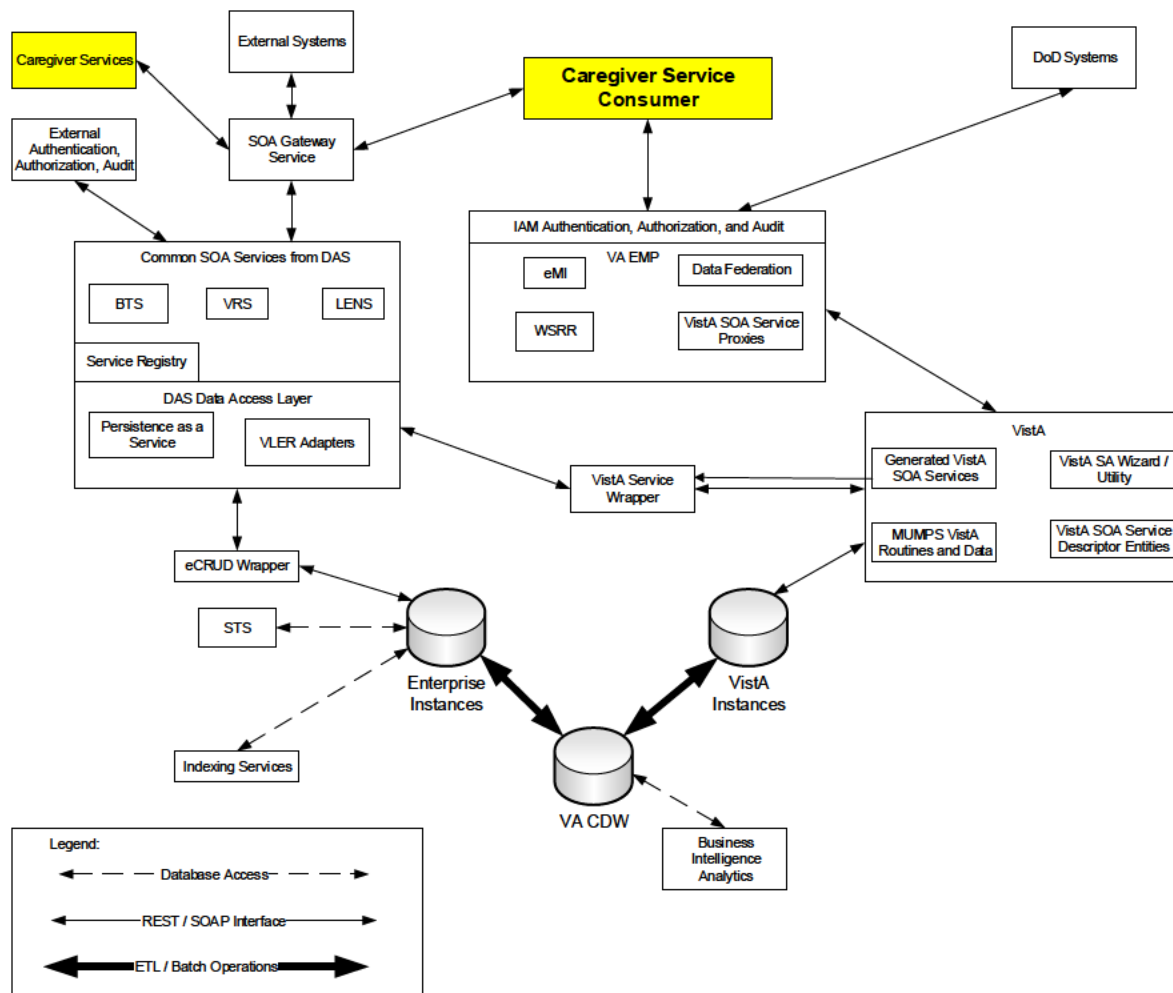 Caregiver Services
External Systems
Caregiver Service
Consumer
DoD Systems
External
Authentication,
Authorization, Audit
SOA Gateway
Service
IAM Authentication, Authorization, and Audit
VA EMP
eMI
Data Federation
WSRR
VistA SOA Service
Proxies
Common SOA Services from DAS
BTS
VRS
LENS
Service Registry
DAS Data Access Layer
Persistence as a
Service
VLER Adapters
VistA Service
Wrapper
VistA
Generated VistA
SOA Services
VistA SA Wizard /
Utility
MUMPS VistA
Routines and Data
VistA SOA Service
Descriptor Entities
eCRUD Wrapper
STS
Enterprise
Instances
VistA
Instances
Indexing Services
VA CDW
Business
Intelligence
Analytics
Legend:
Database Access
REST / SOAP Interface
ETL / Batch Operations